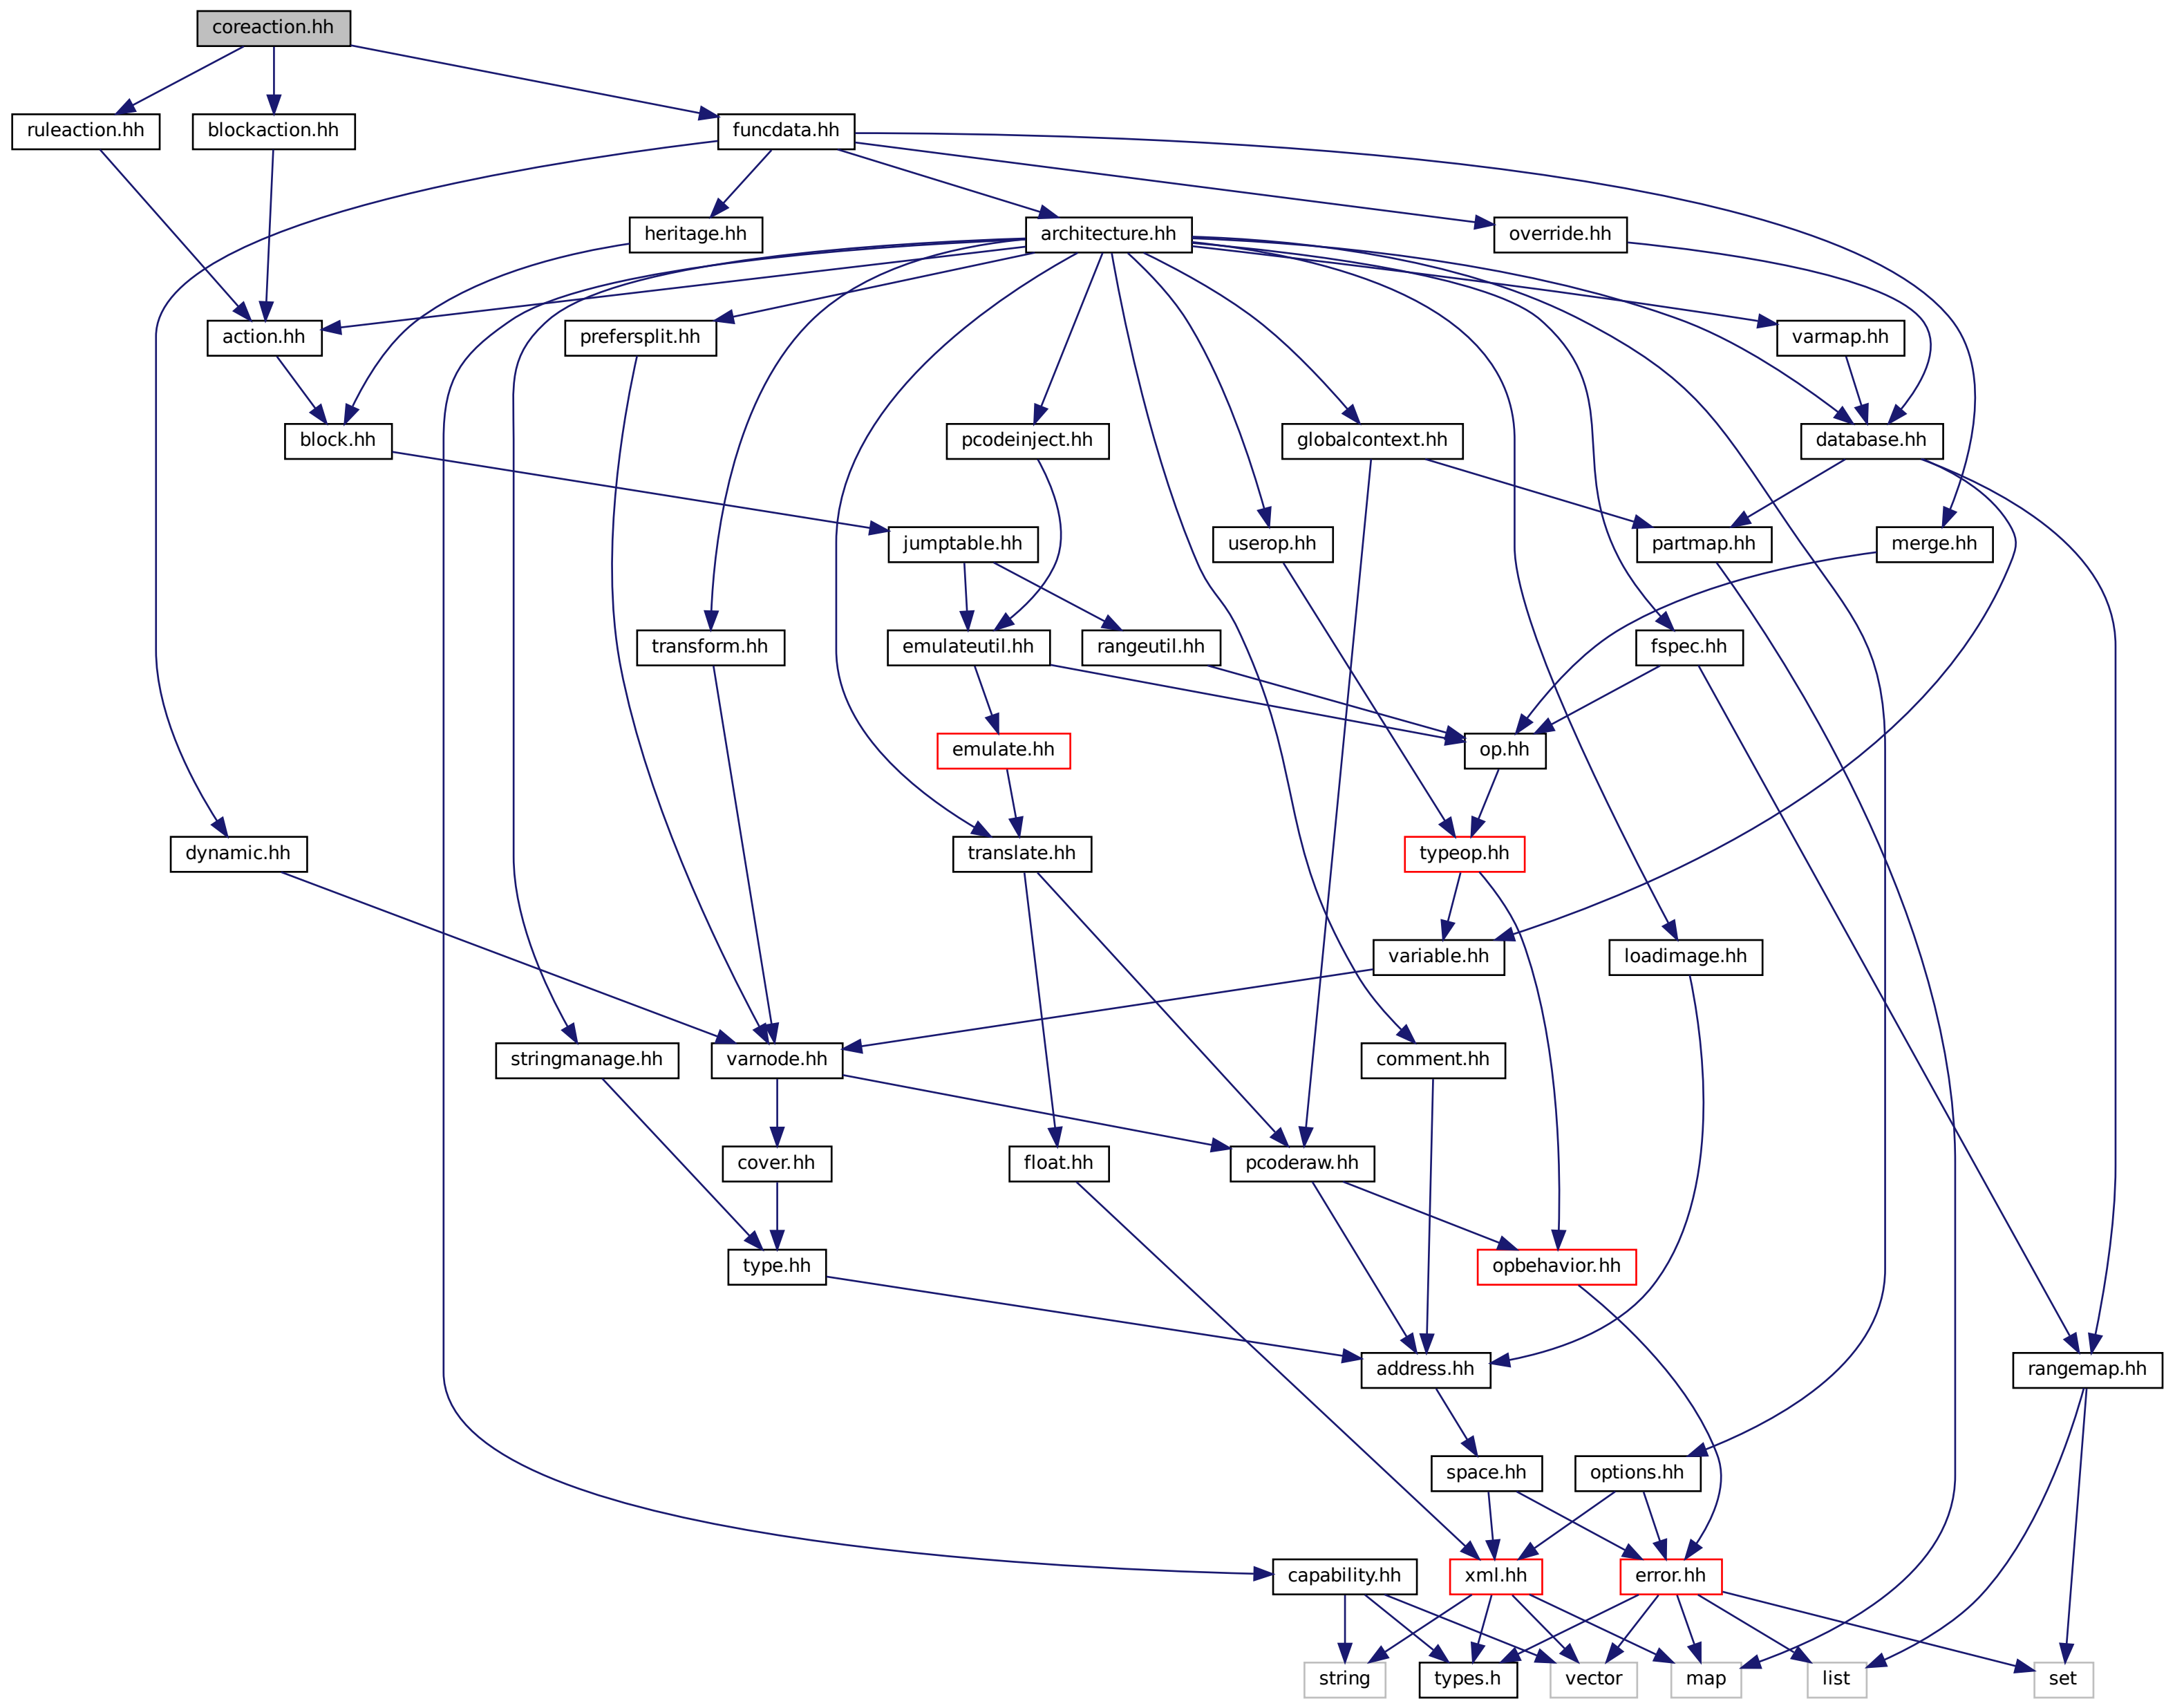 coreaction.hh
ruleaction.hh
blockaction.hh
funcdata.hh
heritage.hh
architecture.hh
override.hh
action.hh
prefersplit.hh
varmap.hh
block.hh
pcodeinject.hh
globalcontext.hh
database.hh
jumptable.hh
userop.hh
partmap.hh
merge.hh
transform.hh
emulateutil.hh
rangeutil.hh
fspec.hh
emulate.hh
op.hh
dynamic.hh
translate.hh
typeop.hh
variable.hh
loadimage.hh
stringmanage.hh
varnode.hh
comment.hh
cover.hh
float.hh
pcoderaw.hh
type.hh
opbehavior.hh
address.hh
rangemap.hh
space.hh
options.hh
capability.hh
xml.hh
error.hh
string
types.h
vector
map
list
set